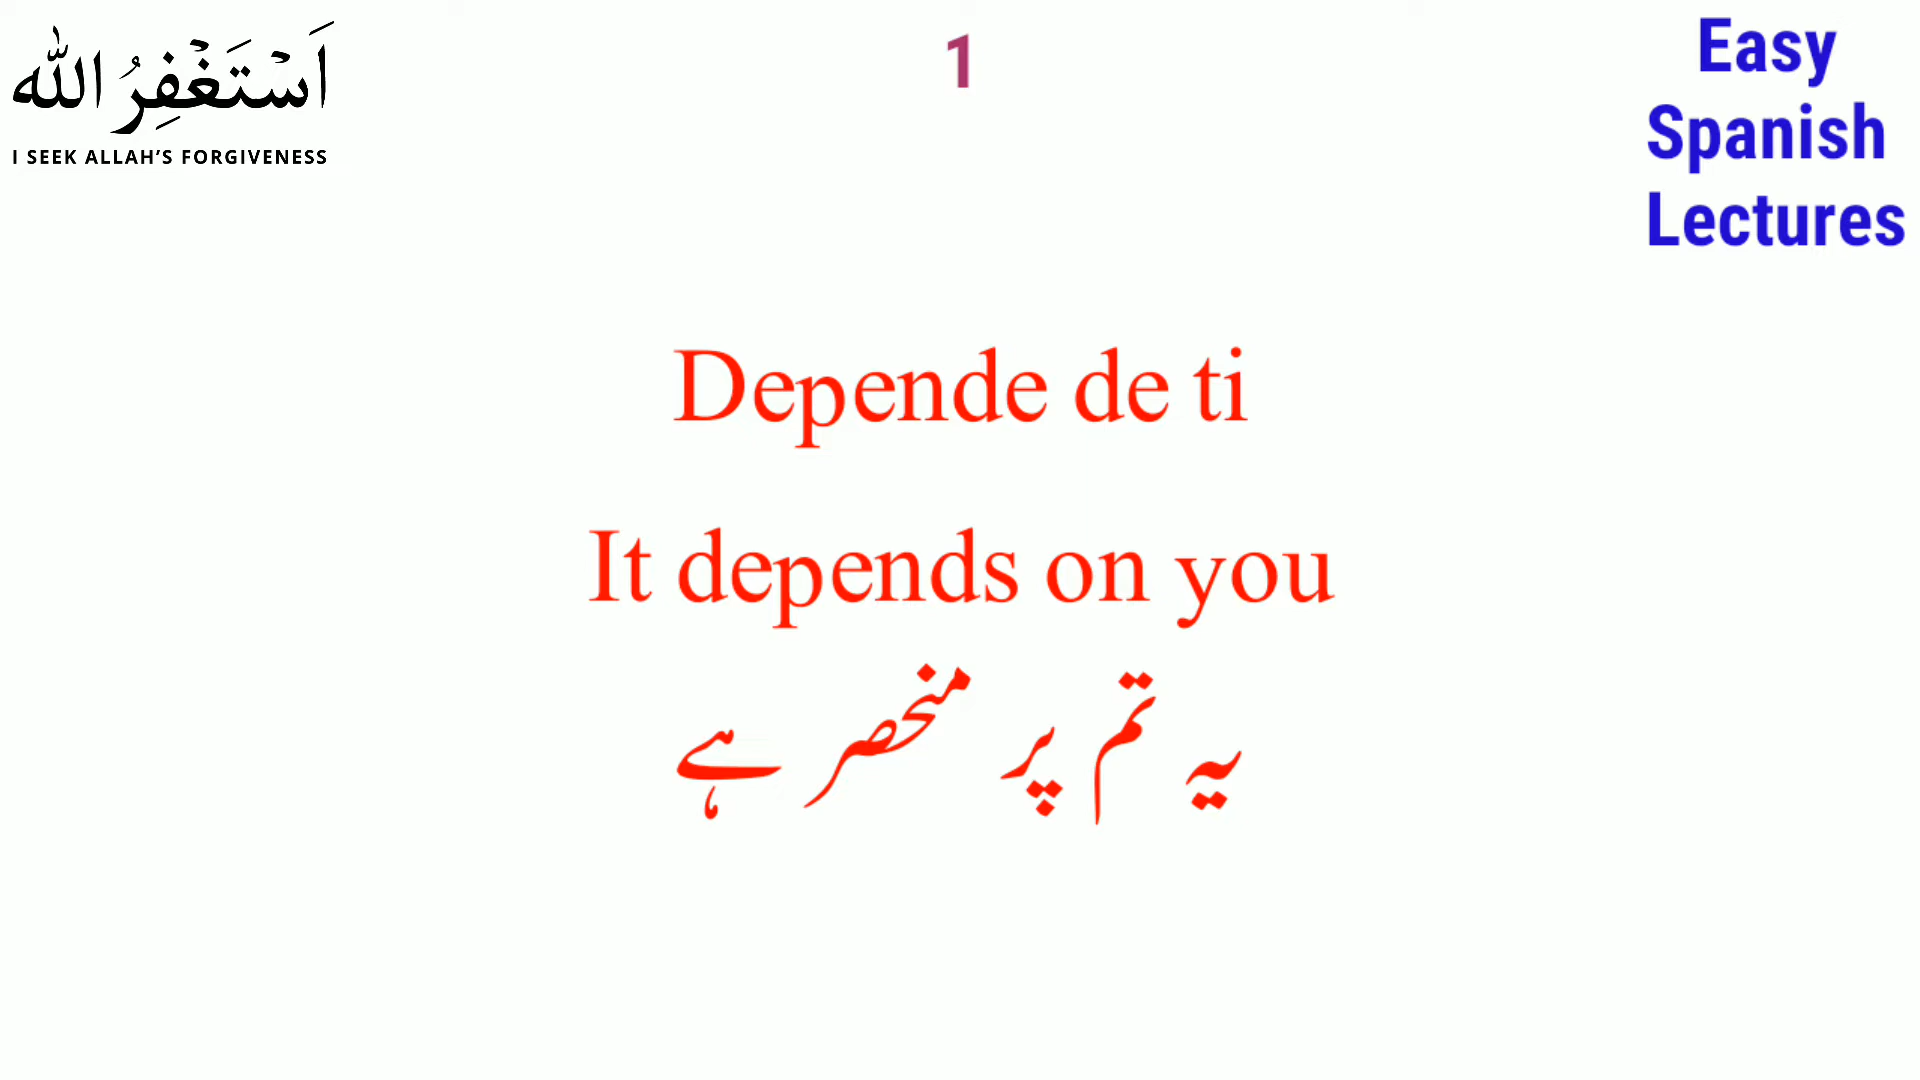 اَسْتَغْفِرُ اللّٰه
I SEEK ALLAH’S FORGIVENESS
1
Easy
Spanish
Lectures
Depende de ti
It depends on you
یہ تم پر منحصر ہے